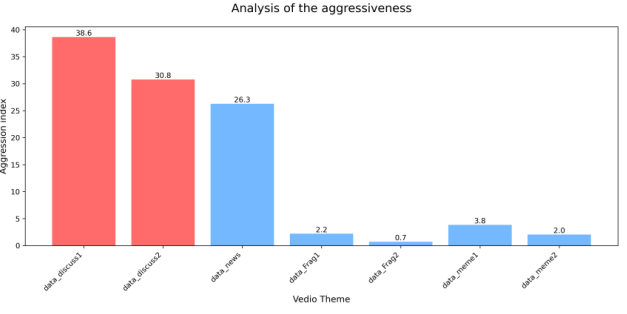 Analysis of the aggressiveness
Aggression index
40
35
30
25
20
15
10
5
0
38.6
30.8
26.3
2.2
0.7
3.8
2.0
data_discuss1
data_discuss2
data_news
data_Frag1
data_Frag2
data_meme1
data_meme2
Vedio Theme